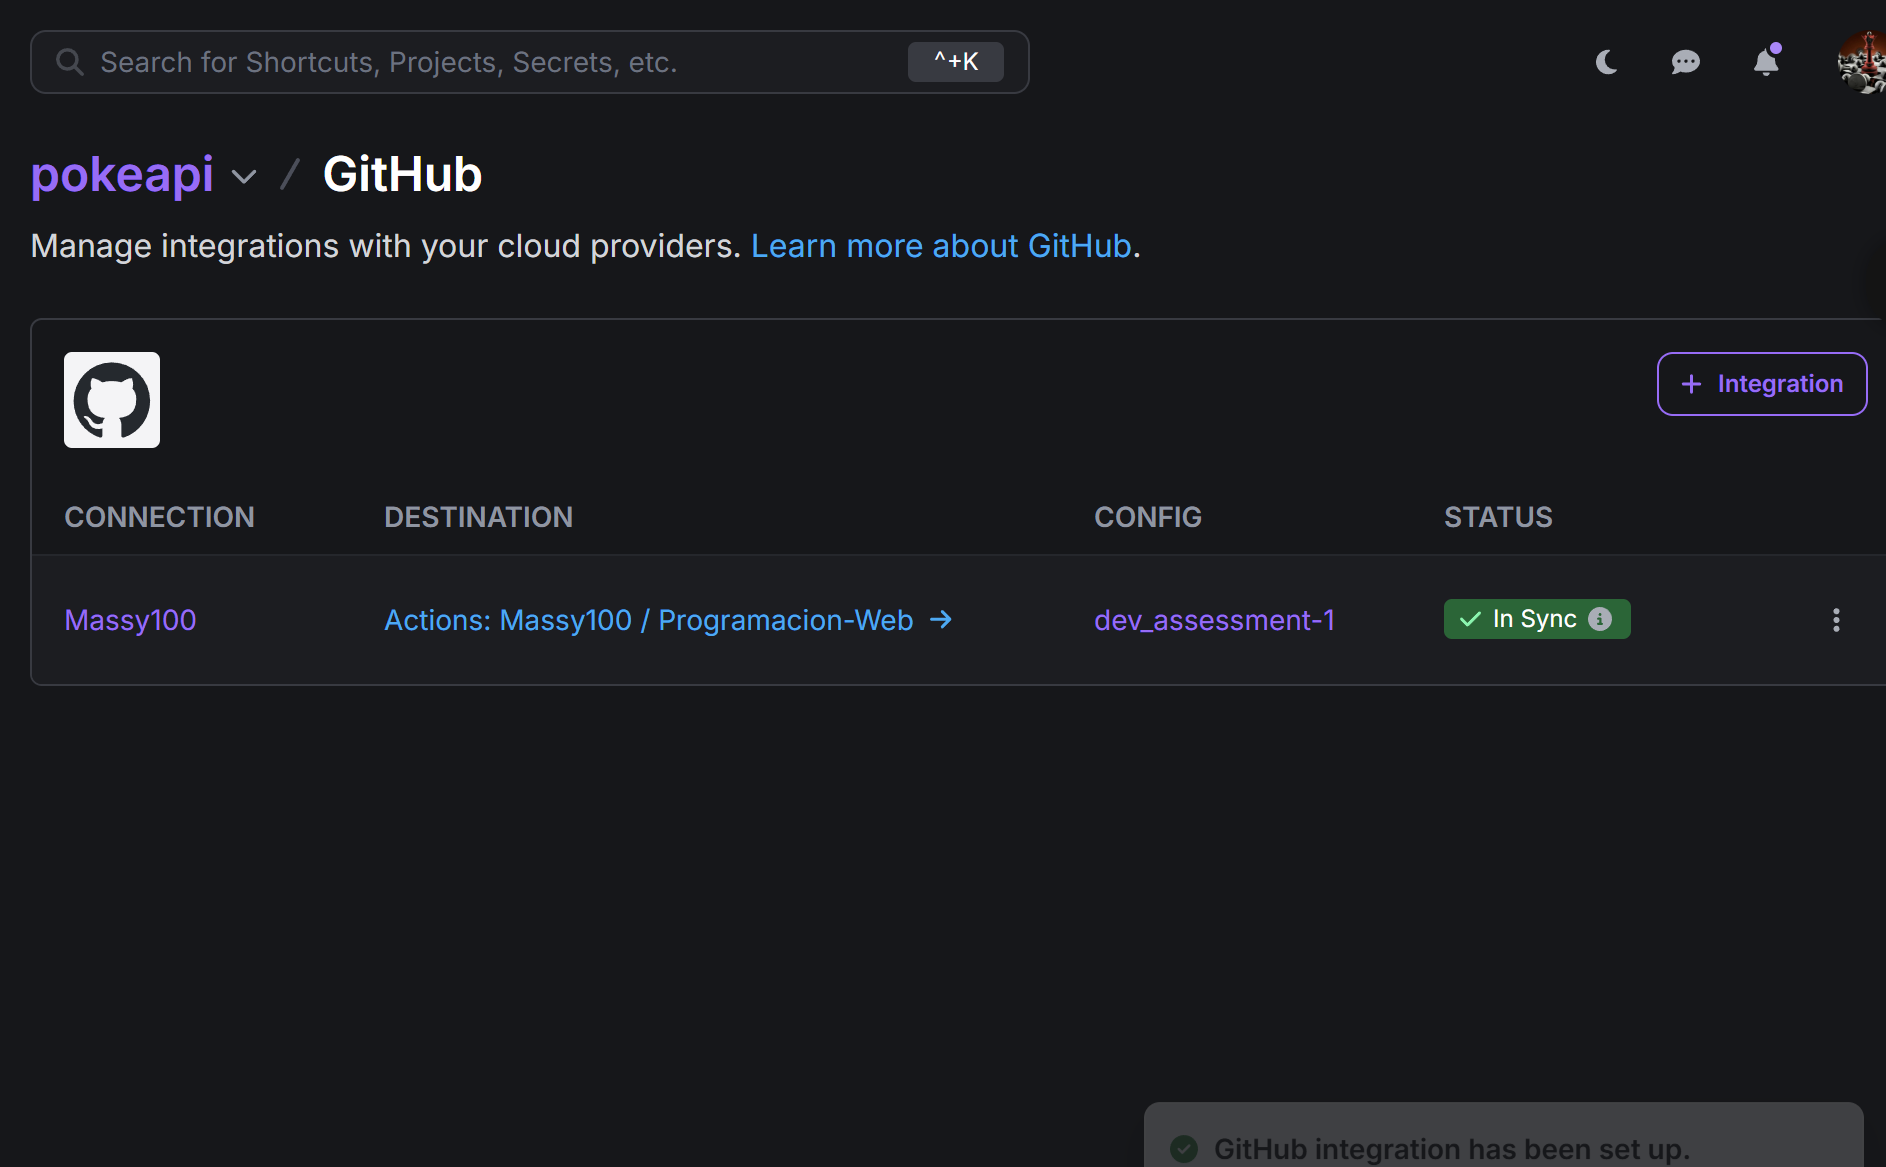 Search for Shortcuts, Projects, Secrets, etc. ^+K
pokeapi / GitHub
Manage integrations with your cloud providers. Learn more about GitHub.
+ Integration
CONNECTION DESTINATION CONFIG STATUS
Massy100 Actions: Massy100 / Programacion-Web → dev_assessment-1 In Sync
GitHub integration has been set up.